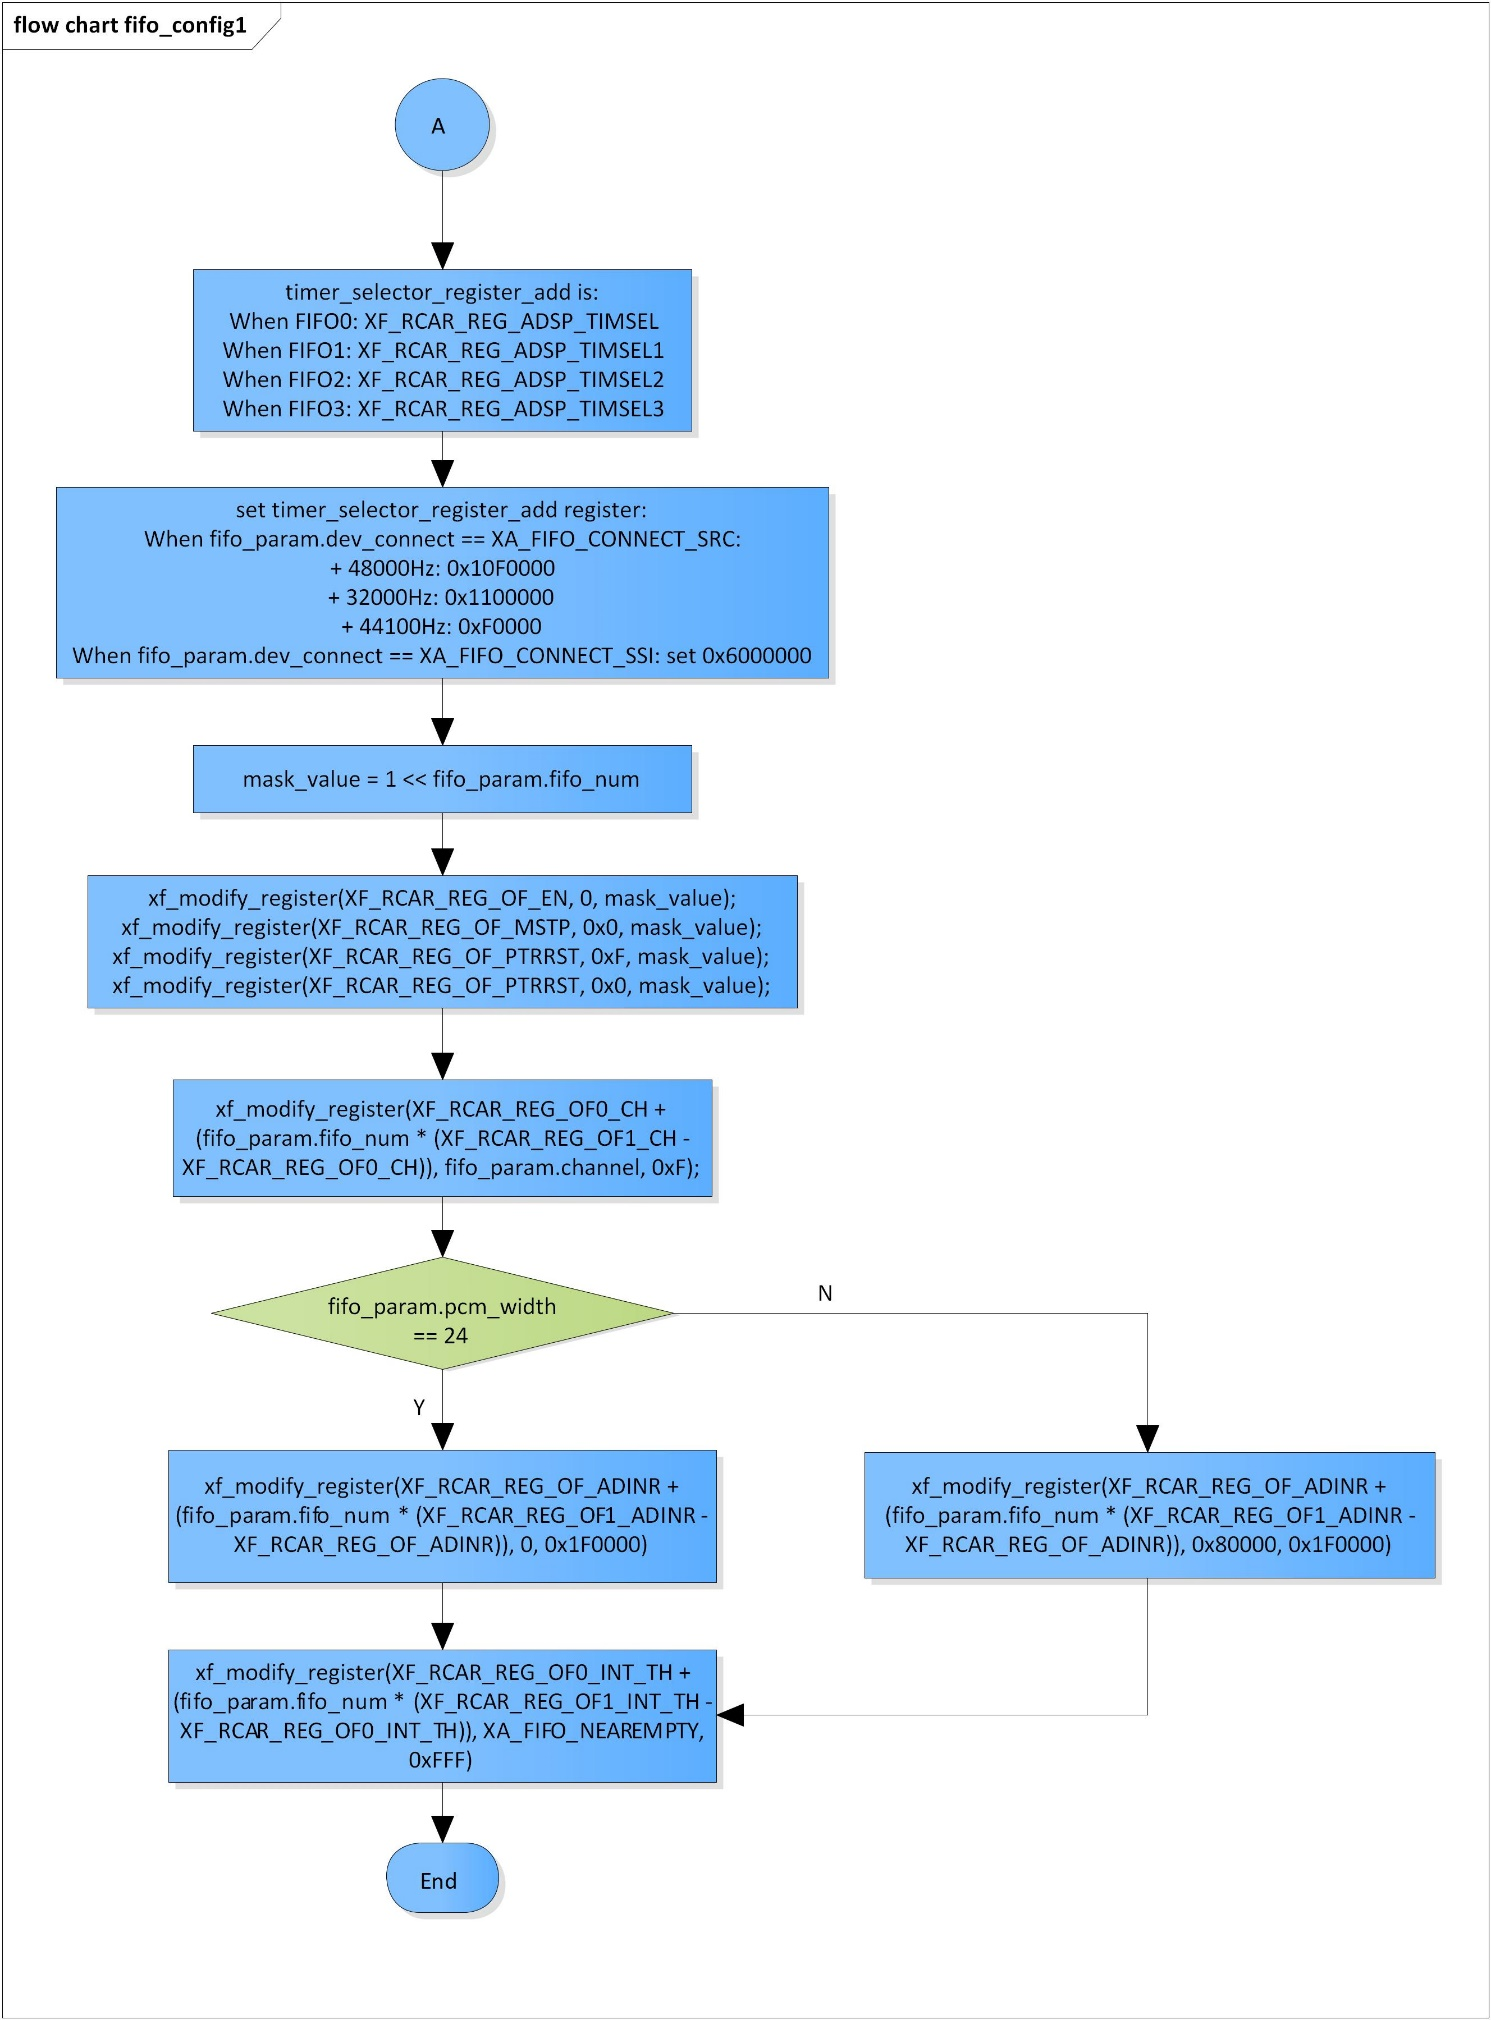 flow chart fifo_config1
A
timer_selector_register_add is:
When FIFO0: XF_RCAR_REG_ADSP_TIMSEL
When FIFO1: XF_RCAR_REG_ADSP_TIMSEL1
When FIFO2: XF_RCAR_REG_ADSP_TIMSEL2
When FIFO3: XF_RCAR_REG_ADSP_TIMSEL3
set timer_selector_register_add register:
When fifo_param.dev_connect == XA_FIFO_CONNECT_SRC:
+ 48000Hz: 0x10F0000
+ 32000Hz: 0x1100000
+ 44100Hz: 0xF0000
When fifo_param.dev_connect == XA_FIFO_CONNECT_SSI: set 0x6000000
mask_value = 1 << fifo_param.fifo_num
xf_modify_register(XF_RCAR_REG_OF_EN, 0, mask_value);
xf_modify_register(XF_RCAR_REG_OF_MSTP, 0x0, mask_value);
xf_modify_register(XF_RCAR_REG_OF_PTRRST, 0xF, mask_value);
xf_modify_register(XF_RCAR_REG_OF_PTRRST, 0x0, mask_value);
xf_modify_register(XF_RCAR_REG_OF0_CH +
(fifo_param.fifo_num * (XF_RCAR_REG_OF1_CH -
XF_RCAR_REG_OF0_CH)), fifo_param.channel, 0xF);
fifo_param.pcm_width
== 24
N
Y
xf_modify_register(XF_RCAR_REG_OF_ADINR +
(fifo_param.fifo_num * (XF_RCAR_REG_OF1_ADINR -
XF_RCAR_REG_OF_ADINR)), 0, 0x1F0000)
xf_modify_register(XF_RCAR_REG_OF_ADINR +
(fifo_param.fifo_num * (XF_RCAR_REG_OF1_ADINR -
XF_RCAR_REG_OF_ADINR)), 0x80000, 0x1F0000)
xf_modify_register(XF_RCAR_REG_OF0_INT_TH +
(fifo_param.fifo_num * (XF_RCAR_REG_OF1_INT_TH -
XF_RCAR_REG_OF0_INT_TH)), XA_FIFO_NEAREMPTY,
0xFFF)
End